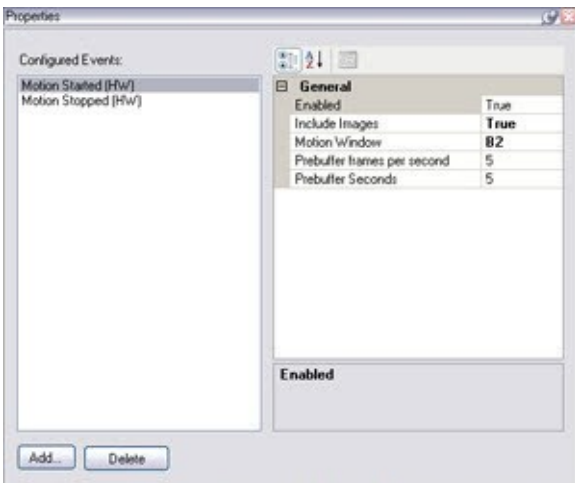 Properties
Configured Events:
Motion Started (HW)
Motion Stopped (HW)
General
Enabled True
Include Images True
Motion Window B2
Prebuffer frames per second 5
Prebuffer Seconds 5
Enabled
Add...
Delete